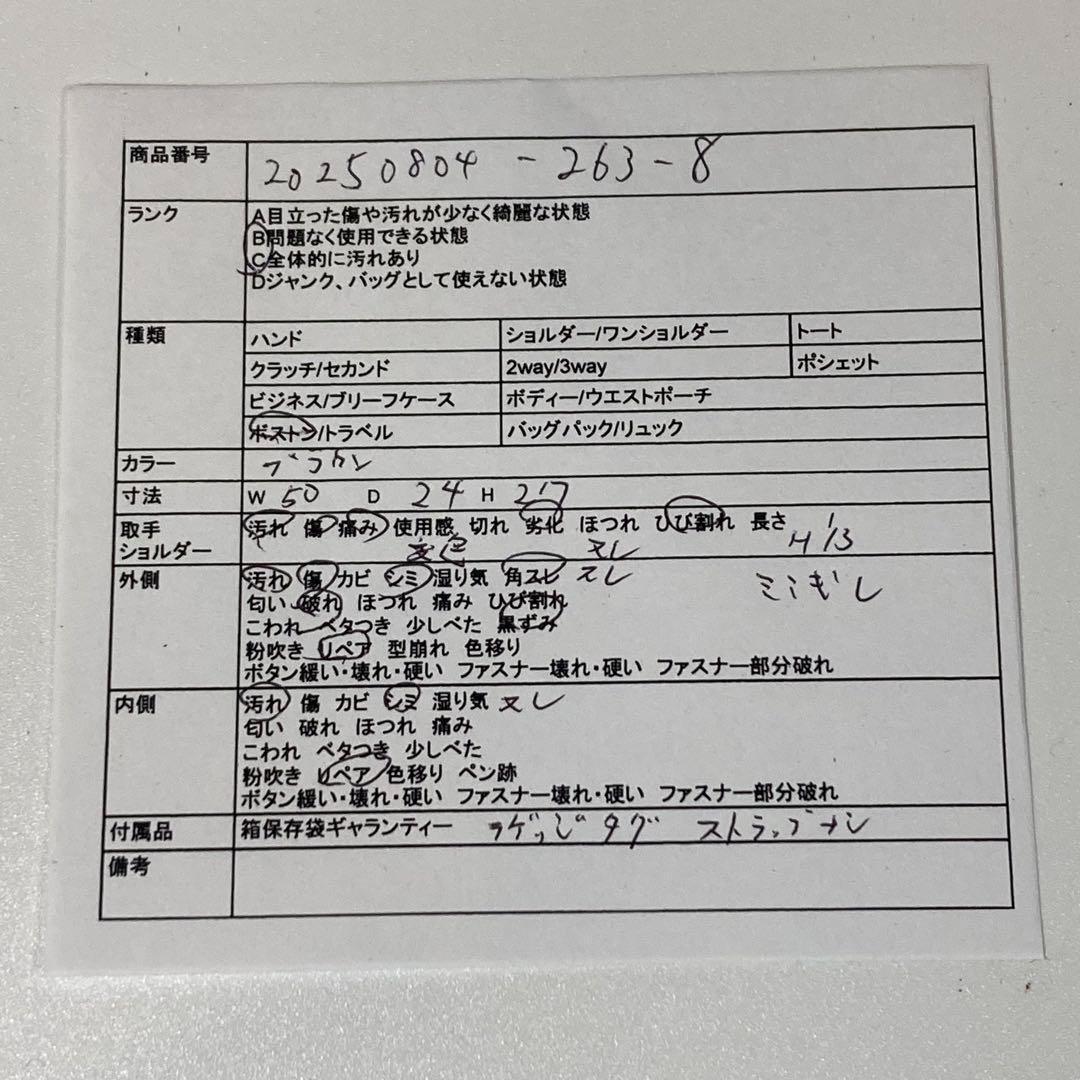 商品番号 20250804-263-8
ランク
A目立った傷や汚れが少なく綺麗な状態
B問題なく使用できる状態
C全体的に汚れあり
Dジャンク、バッグとして使えない状態
種類 ハンド ショルダー/ワンショルダー トート
クラッチ/セカンド 2way/3way ポシェット
ビジネス/ブリーフケース ボディー/ウエストポーチ
ボストン/トラベル バッグパック/リュック
カラー ブラウン
寸法 W 50 D 24 H 27
取手 汚れ 傷 痛み 使用感 切れ 劣化 ほつれ ひび割れ 長さ
ショルダー 変色 スレ H 13
外側 汚れ 傷 カビ シミ 湿り気 角スレ スレ
匂い 破れ ほつれ 痛み ひび割れ
こわれ ベタつき 少しべた 黒ずみ
粉吹き リペア 型崩れ 色移り
ボタン緩い・壊れ・硬い ファスナー壊れ・硬い ファスナー部分破れ
内側 汚れ 傷 カビ シミ 湿り気 スレ
匂い 破れ ほつれ 痛み
こわれ ベタつき 少しべた
粉吹き リペア 色移り ペン跡
ボタン緩い・壊れ・硬い ファスナー壊れ・硬い ファスナー部分破れ
付属品 箱保存袋ギャランティー ラゲッジタグ ストラップナシ
備考